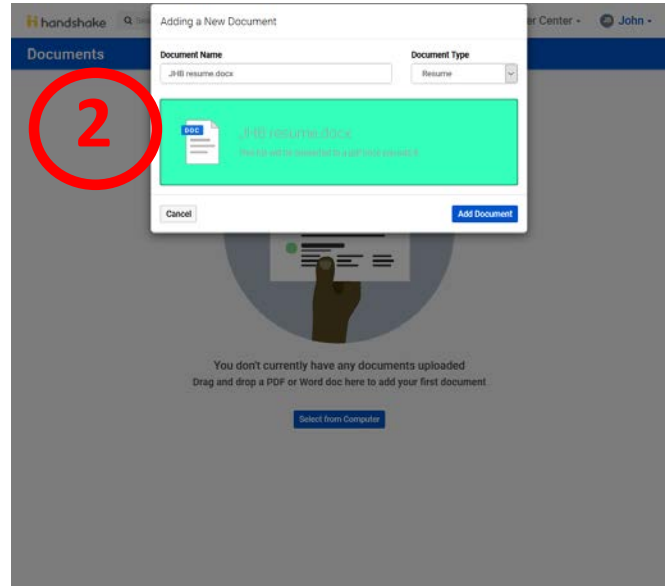 handshake
Adding a New Document
er Center
John
Documents
Document Name
Document Type
JHB resume.docx
Resume
2
DOC
JHB resume.docx
Cancel
Add Document
You don't currently have any documents uploaded
Drag and drop a PDF or Word doc here to add your first document
Select from Computer